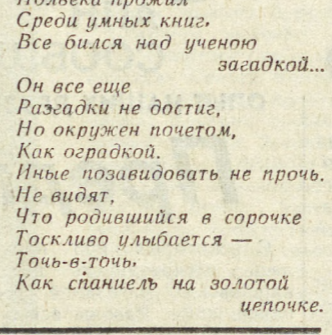 Полвека прожил
Среди умных книг,
Все бился над ученою
загадкой...
Он все еще
Разгадки не достиг,
Но окружен почетом,
Как оградкой.
Иные позавидовать не прочь.
Не видят,
Что родившийся в сорочке
Тоскливо улыбается —
Точь-в-точь,
Как спаниель на золотой
цепочке.